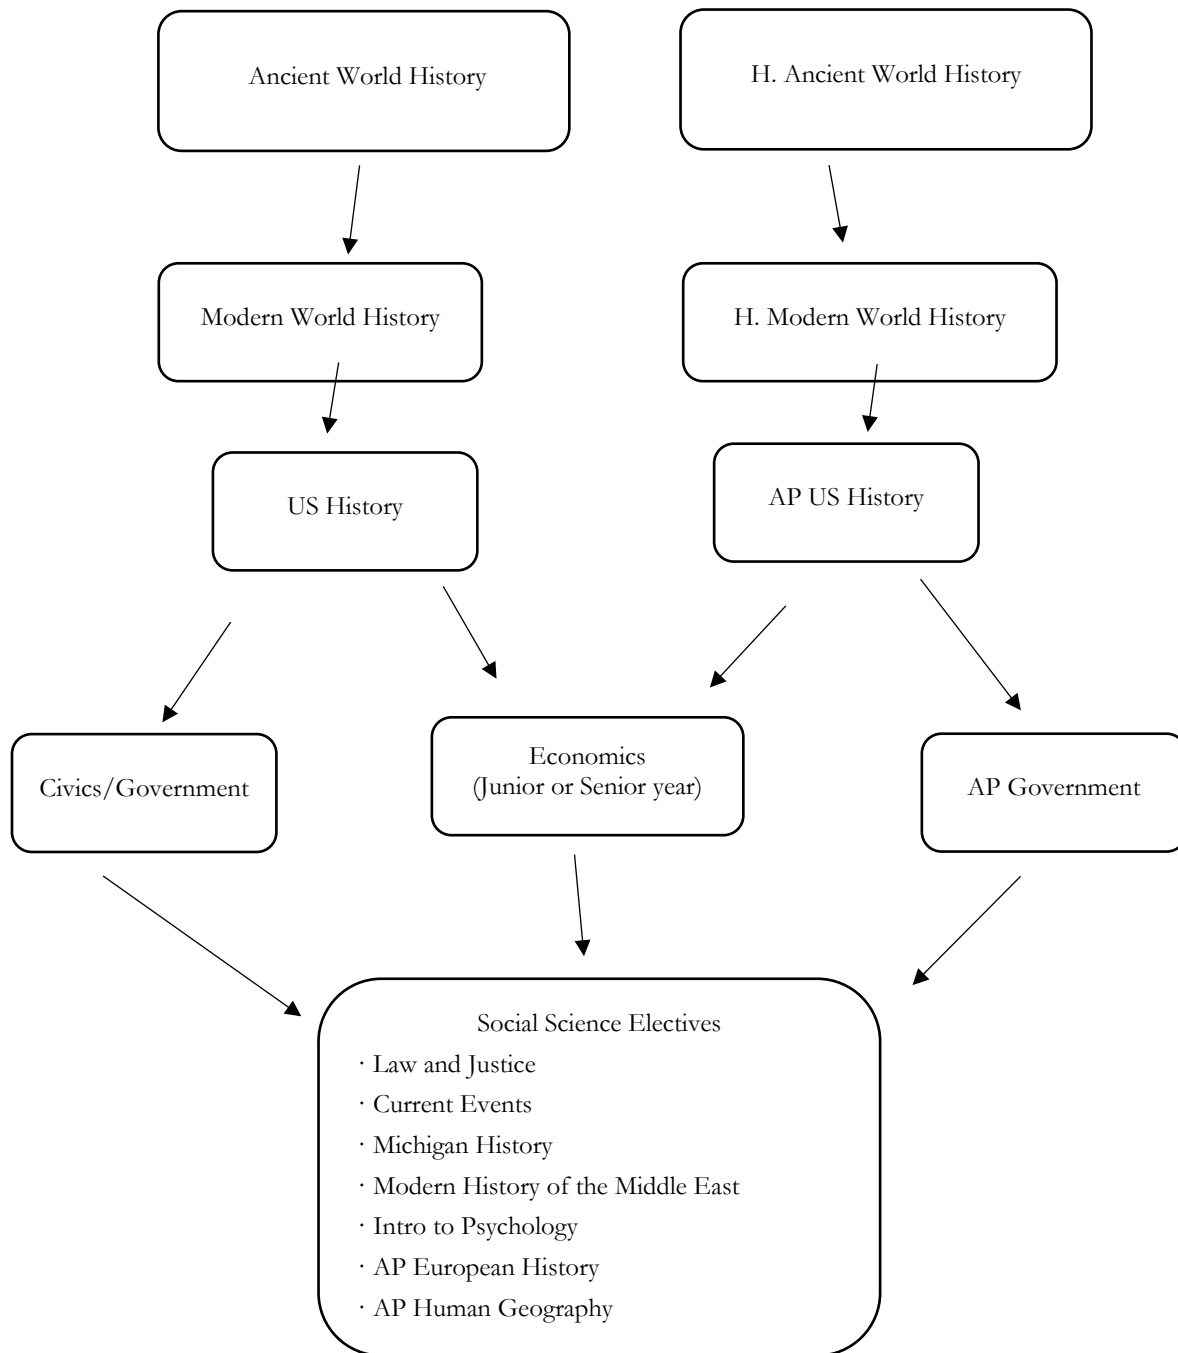 Ancient World History
H. Ancient World History
Modern World History
H. Modern World History
US History
AP US History
Civics/Government
Economics
(Junior or Senior year)
AP Government
Social Science Electives
· Law and Justice
· Current Events
· Michigan History
· Modern History of the Middle East
· Intro to Psychology
· AP European History
· AP Human Geography